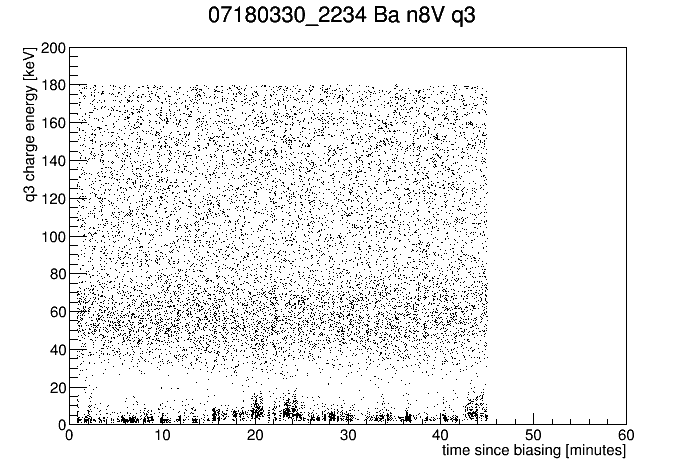 07180330_2234 Ba n8V q3
q3 charge energy [keV]
200
180
160
140
120
100
80
60
40
20
0
0 10 20 30 40 50 60
time since biasing [minutes]